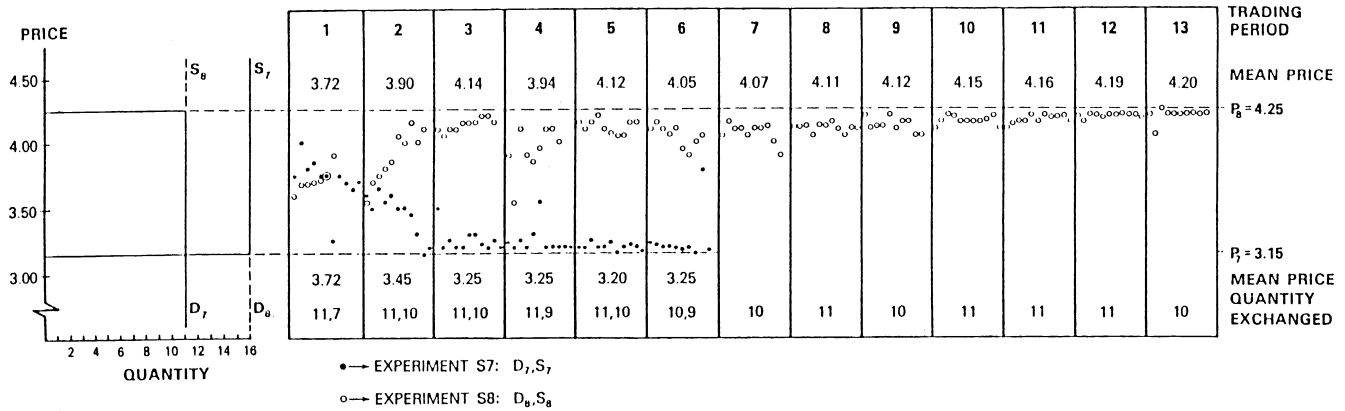 PRICE
4.50
4.00
3.50
3.00
2 4 6 8 10 12 14 16
QUANTITY
S₈ S₇
D₇ D₈
1 2 3 4 5 6 7 8 9 10 11 12 13 TRADING PERIOD
3.72 3.90 4.14 3.94 4.12 4.05 4.07 4.11 4.12 4.15 4.16 4.19 4.20 MEAN PRICE
P₈ = 4.25
P₇ = 3.15
3.72 3.45 3.25 3.25 3.20 3.25 MEAN PRICE
11,7 11,10 11,10 11,9 11,10 10,9 10 11 10 11 11 11 10 QUANTITY EXCHANGED
EXPERIMENT S7: D₇,S₇
EXPERIMENT S8: D₈,S₈